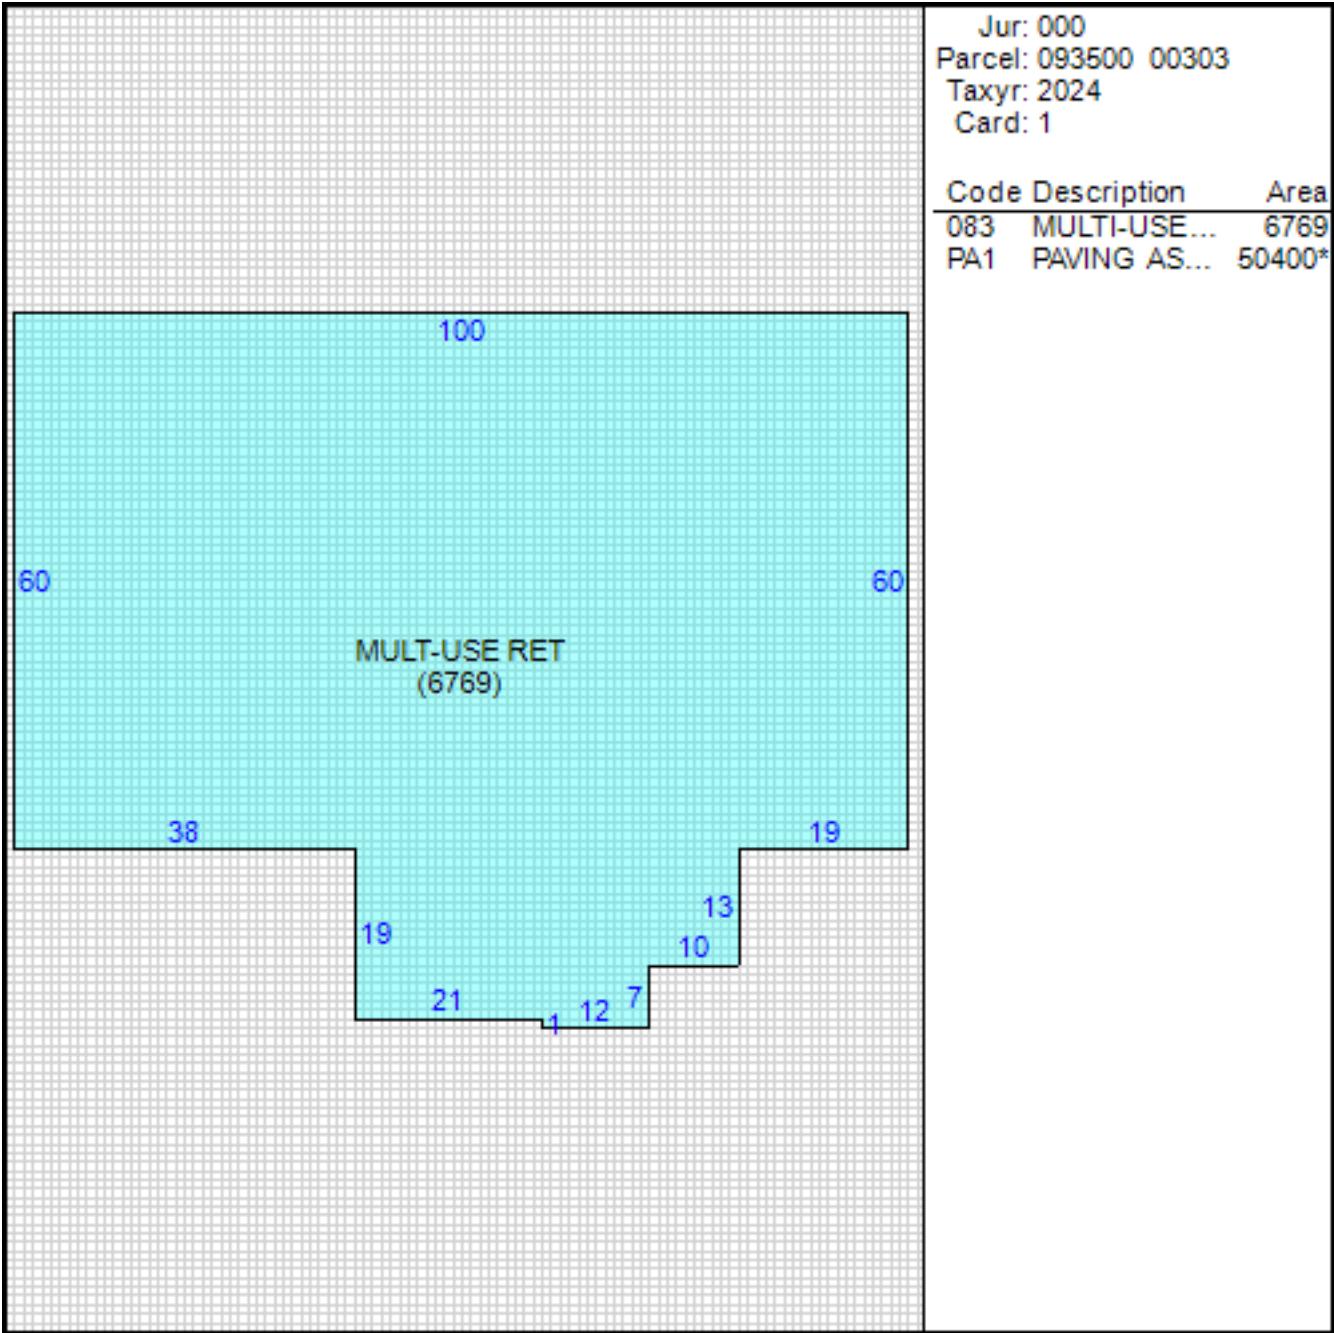 Jur: 000
Parcel: 093500 00303
Taxyr: 2024
Card: 1
Code Description Area
083 MULTI-USE... 6769
PA1 PAVING AS... 50400*
100
60
60
MULT-USE RET
(6769)
38
19
13
19
10
21
7
12
1